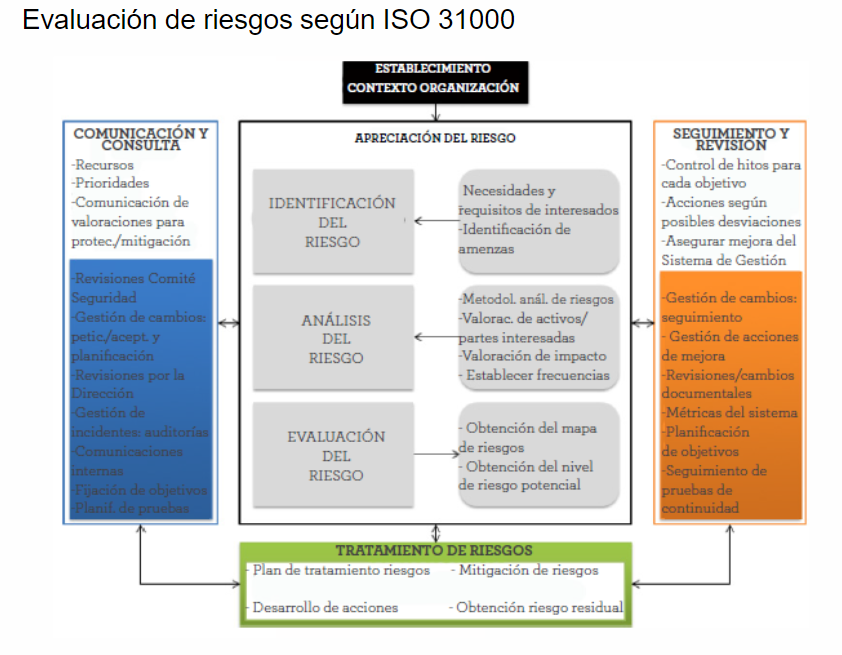 Evaluación de riesgos según ISO 31000
ESTABLECIMIENTO
CONTEXTO ORGANIZACIÓN
COMUNICACIÓN Y
CONSULTA
-Recursos
-Prioridades
-Comunicación de
valoraciones para
protec./mitigación
-Revisiones Comité
Seguridad
-Gestión de cambios:
petic./acept. y
planificación
-Revisiones por la
Dirección
-Gestión de
incidentes: auditorías
-Comunicaciones
internas
-Fijación de objetivos
-Planif. de pruebas
APRECIACIÓN DEL RIESGO
IDENTIFICACIÓN
DEL
RIESGO
Necesidades y
requisitos de interesados
-Identificación de
amenzas
ANÁLISIS
DEL
RIESGO
-Metodol. anál. de riesgos
-Valorac. de activos/
partes interesadas
-Valoración de impacto
- Establecer frecuencias
EVALUACIÓN
DEL
RIESGO
- Obtención del mapa
de riesgos
- Obtención del nivel
de riesgo potencial
SEGUIMIENTO Y
REVISIÓN
-Control de hitos para
cada objetivo
-Acciones según
posibles desviaciones
-Asegurar mejora del
Sistema de Gestión
-Gestión de cambios:
seguimiento
- Gestión de acciones
de mejora
-Revisiones/cambios
documentales
-Métricas del sistema
-Planificación
de objetivos
-Seguimiento de
pruebas de
continuidad
TRATAMIENTO DE RIESGOS
- Plan de tratamiento riesgos
- Mitigación de riesgos
- Desarrollo de acciones
- Obtención riesgo residual